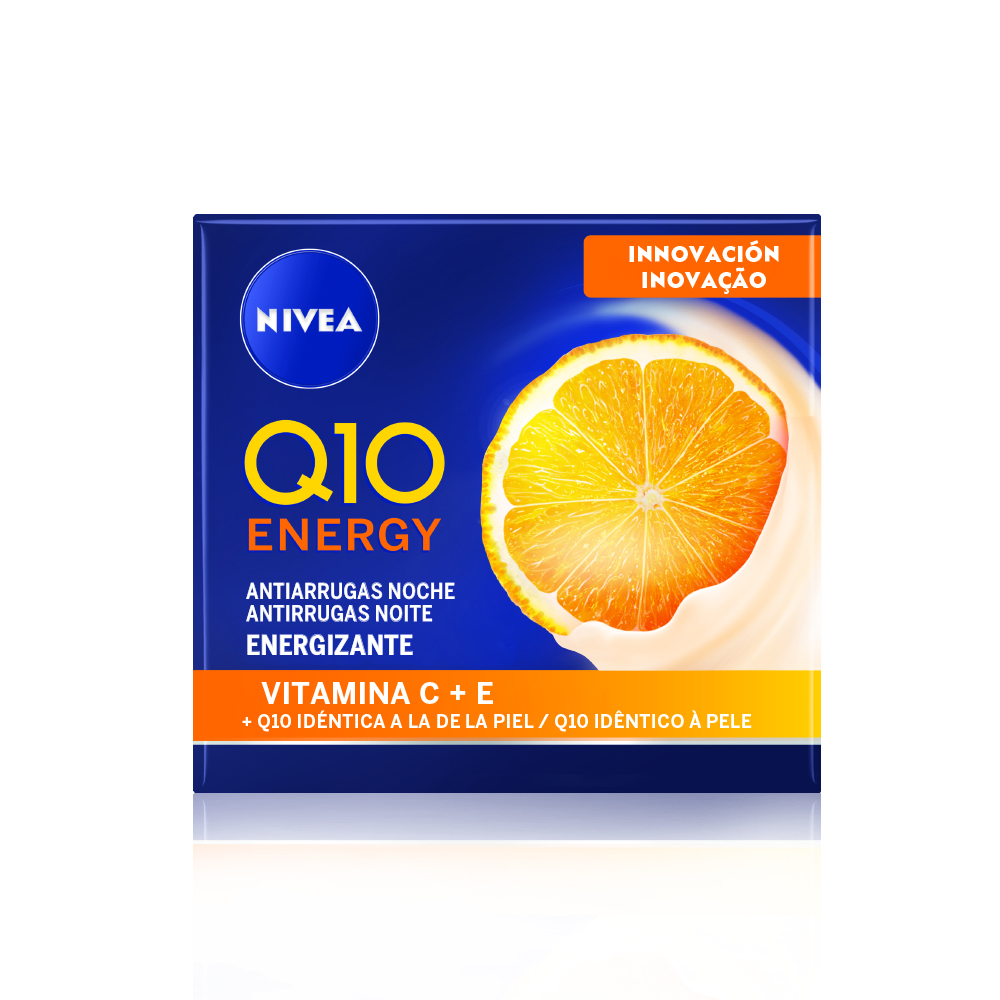 INNOVACIÓN
INOVAÇÃO
NIVEA
Q10
ENERGY
ANTIARRUGAS NOCHE
ANTIRRUGAS NOITE
ENERGIZANTE
VITAMINA C + E
+ Q10 IDÉNTICA A LA DE LA PIEL / Q10 IDÊNTICO À PELE